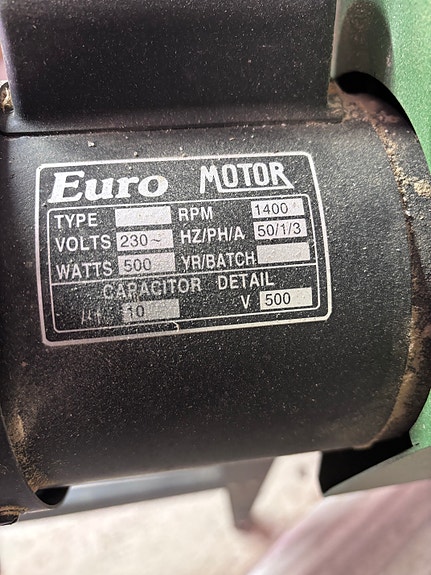 Euro MOTOR
TYPE RPM 1400
VOLTS 230~ HZ/PH/A 50/1/3
WATTS 500 YR/BATCH
CAPACITOR DETAIL
10 V 500